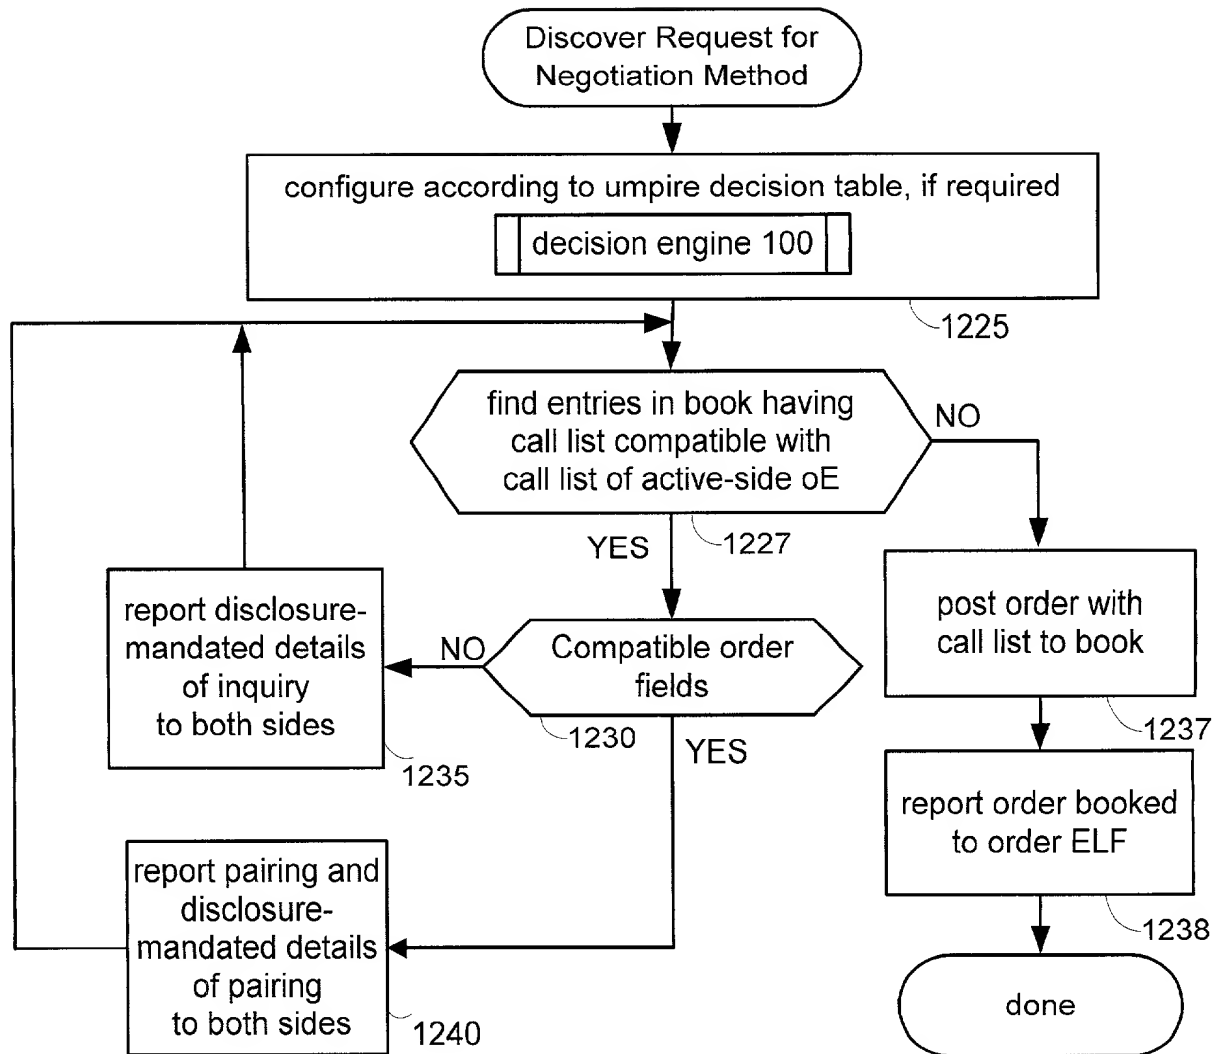 Discover Request for
Negotiation Method
configure according to umpire decision table, if required
decision engine 100
1225
find entries in book having
call list compatible with
call list of active-side oE
NO
1227
YES
post order with
call list to book
1237
report disclosure-
mandated details
of inquiry
to both sides
1235
NO
Compatible order
fields
1230
YES
report order booked
to order ELF
1238
report pairing and
disclosure-
mandated details
of pairing
to both sides
1240
done